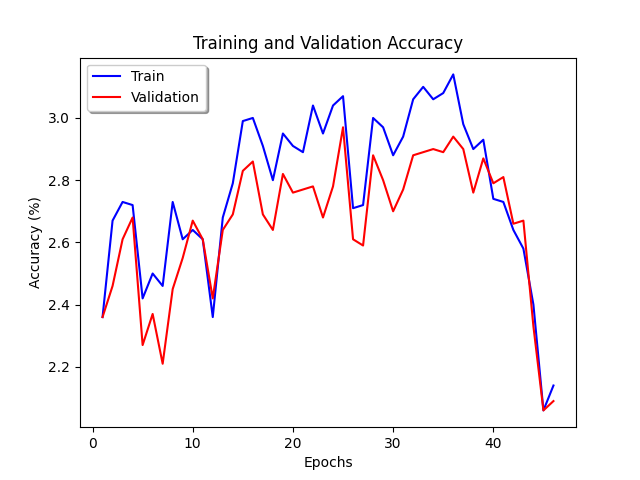 Training and Validation Accuracy
Train
Validation
Accuracy (%)
3.0
2.8
2.6
2.4
2.2
0
10
20
30
40
Epochs